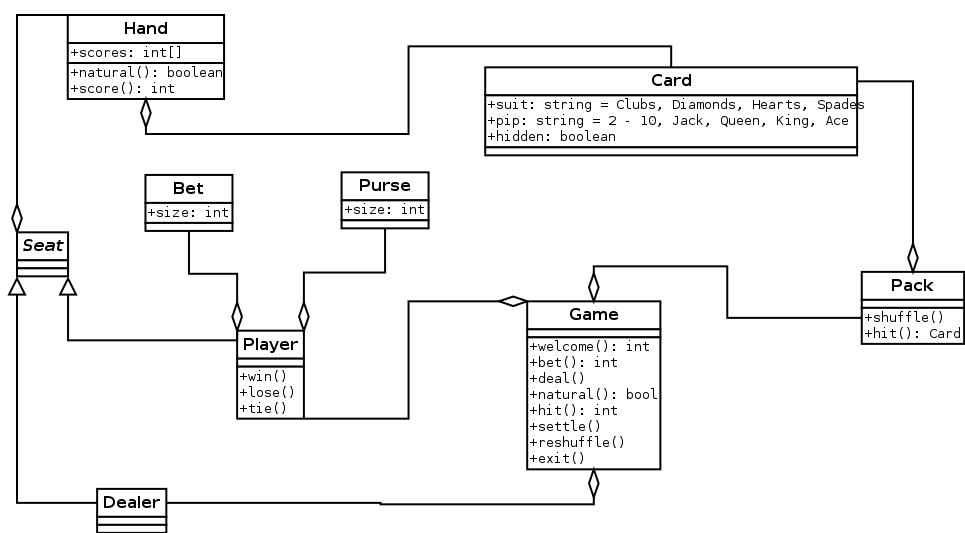 Hand
+scores: int[]
+natural(): boolean
+score(): int
Card
+suit: string = Clubs, Diamonds, Hearts, Spades
+pip: string = 2 - 10, Jack, Queen, King, Ace
+hidden: boolean
Bet
+size: int
Purse
+size: int
Seat
Pack
+shuffle()
+hit(): Card
Game
+welcome(): int
+bet(): int
+deal()
+natural(): bool
+hit(): int
+settle()
+reshuffle()
+exit()
Player
+win()
+lose()
+tie()
Dealer